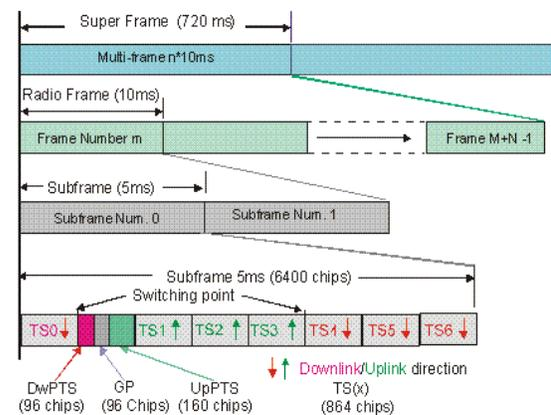 Super Frame (720 ms)
Multi-frame n*10ms
Radio Frame (10ms)
Frame Number m
Frame M+N -1
Subframe (5ms)
Subframe Num. 0
Subframe Num. 1
Subframe 5ms (6400 chips)
Switching point
TS0 TS1 TS2 TS3 TS4 TS5 TS6
Downlink/Uplink direction
DwPTS GP UpPTS TS(x)
(96 chips) (96 Chips) (160 chips) (864 chips)